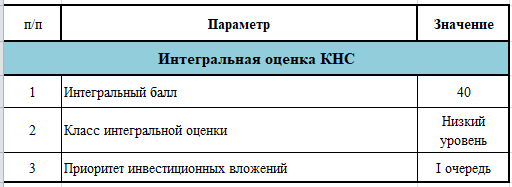 п/п Параметр Значение
Интегральная оценка КНС
1 Интегральный балл 40
2 Класс интегральной оценки Низкий
уровень
3 Приоритет инвестиционных вложений I очередь